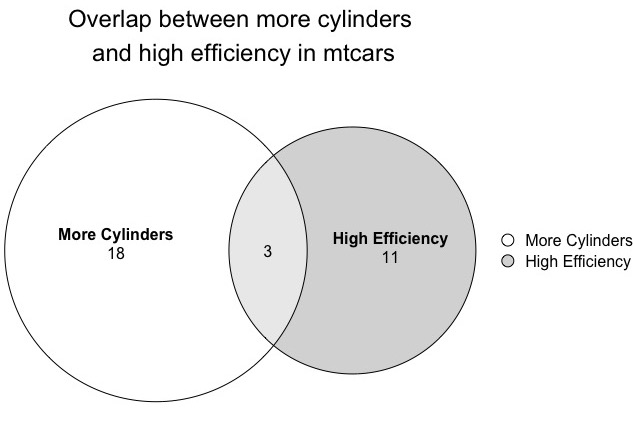 Overlap between more cylinders
and high efficiency in mtcars
More Cylinders
18
3
High Efficiency
11
More Cylinders
High Efficiency